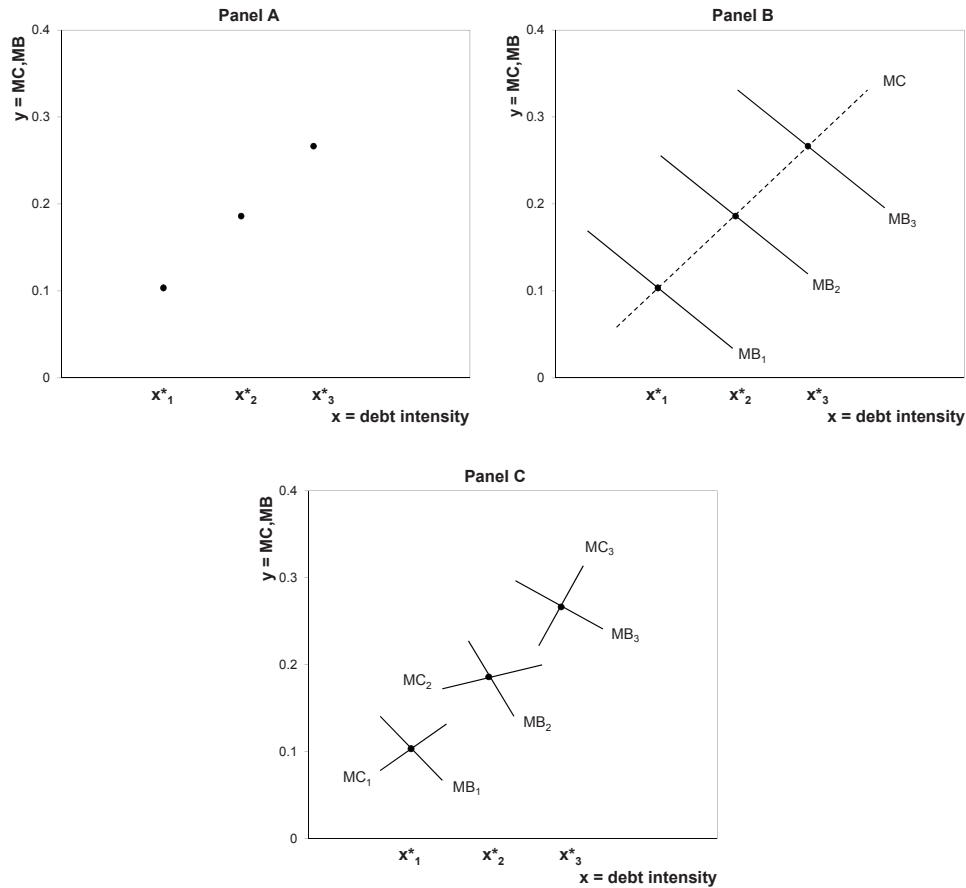 Panel A
y = MC,MB
0.4
0.3
0.2
0.1
0
x*1
x*2
x*3
x = debt intensity
Panel B
y = MC,MB
0.4
0.3
0.2
0.1
0
MC
MB3
MB2
MB1
x*1
x*2
x*3
x = debt intensity
Panel C
y = MC,MB
0.4
0.3
0.2
0.1
0
MC3
MB3
MC2
MB2
MC1
MB1
x*1
x*2
x*3
x = debt intensity